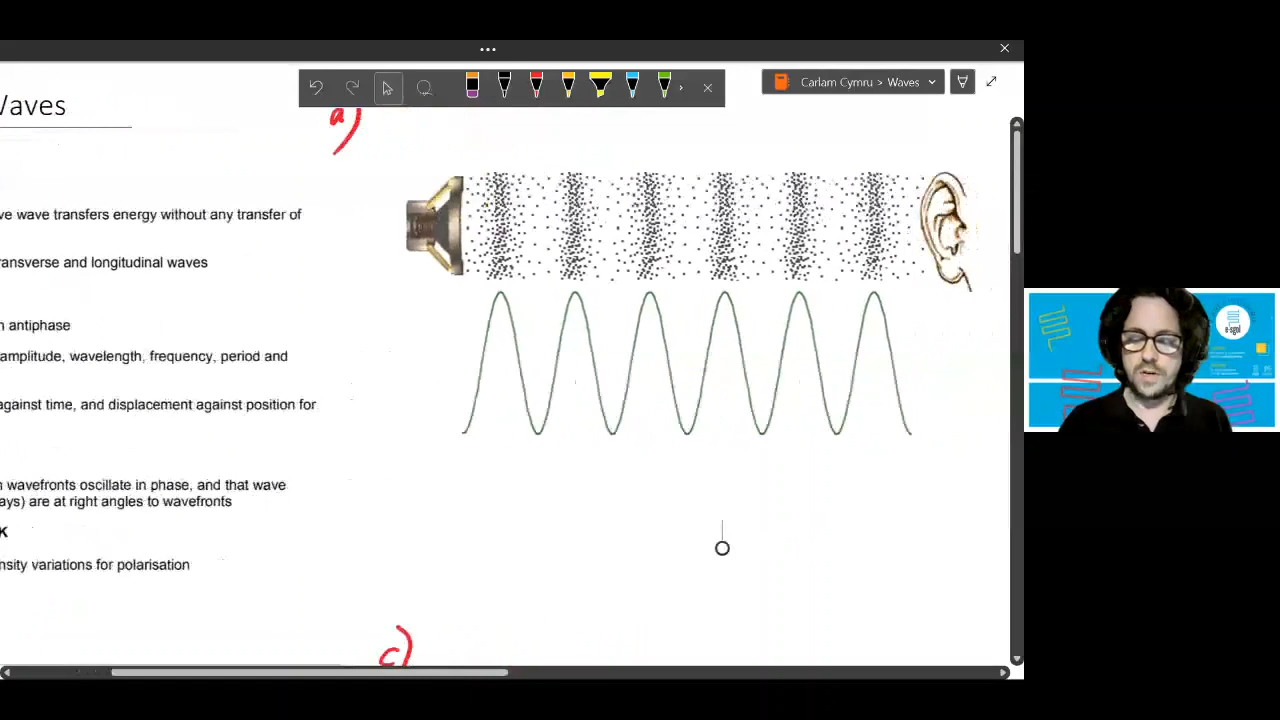 Carlam Cymru > Waves
Waves
a)
ve wave transfers energy without any transfer of
ransverse and longitudinal waves
n antiphase
amplitude, wavelength, frequency, period and
against time, and displacement against position for
n wavefronts oscillate in phase, and that wave
ays) are at right angles to wavefronts
K
nsity variations for polarisation
c)
e-sgol